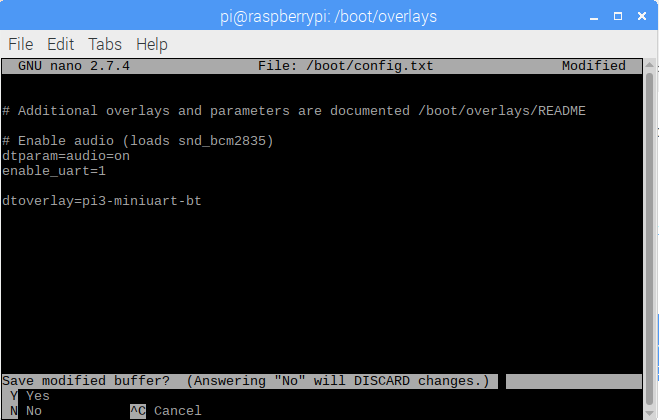 pi@raspberrypi: /boot/overlays
File Edit Tabs Help
GNU nano 2.7.4 File: /boot/config.txt Modified
# Additional overlays and parameters are documented /boot/overlays/README
# Enable audio (loads snd_bcm2835)
dtparam=audio=on
enable_uart=1
dtoverlay=pi3-miniuart-bt
Save modified buffer? (Answering "No" will DISCARD changes.)
Y Yes
N No ^C Cancel